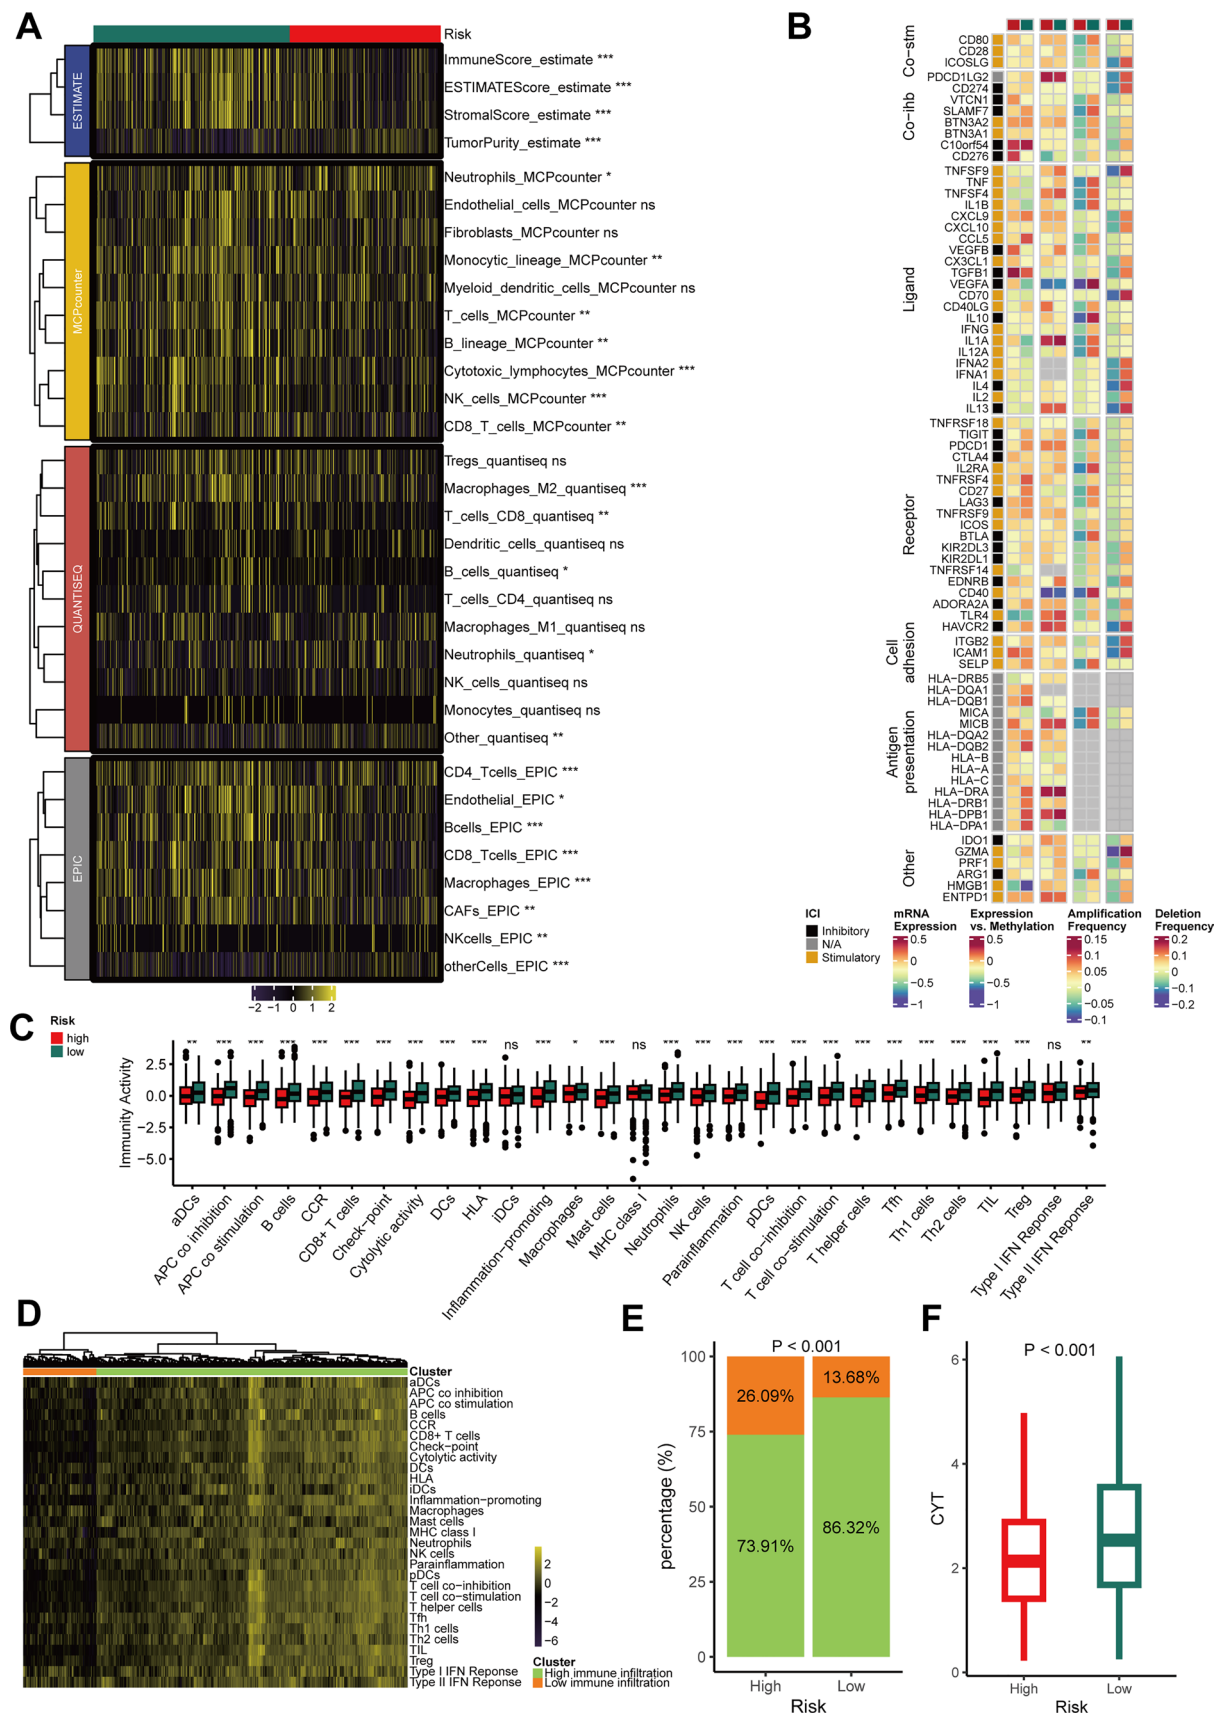 A
Risk
ESTIMATE
ImmuneScore_estimate ***
ESTIMATEScore_estimate ***
StromalScore_estimate ***
TumorPurity_estimate ***
MCPcounter
Neutrophils_MCPcounter *
Endothelial_cells_MCPcounter ns
Fibroblasts_MCPcounter ns
Monocytic_lineage_MCPcounter **
Myeloid_dendritic_cells_MCPcounter ns
T_cells_MCPcounter **
B_lineage_MCPcounter **
Cytotoxic_lymphocytes_MCPcounter ***
NK_cells_MCPcounter ***
CD8_T_cells_MCPcounter **
QUANTISEQ
Tregs_quantiseq ns
Macrophages_M2_quantiseq ***
T_cells_CD8_quantiseq **
Dendritic_cells_quantiseq ns
B_cells_quantiseq *
T_cells_CD4_quantiseq ns
Macrophages_M1_quantiseq ns
Neutrophils_quantiseq *
NK_cells_quantiseq ns
Monocytes_quantiseq ns
Other_quantiseq **
EPIC
CD4_Tcells_EPIC ***
Endothelial_EPIC *
Bcells_EPIC ***
CD8_Tcells_EPIC ***
Macrophages_EPIC ***
CAFs_EPIC **
NKcells_EPIC **
otherCells_EPIC ***
−2 −1 0 1 2
B
Co−stm
CD80
CD28
ICOSLG
Co−ihb
PDCD1LG2
CD274
VTCN1
SLAMF7
BTN3A2
BTN3A1
C10orf54
CD276
Ligand
TNFSF9
TNF
TNFSF4
IL1B
CXCL9
CXCL10
CCL5
VEGFB
CX3CL1
TGFB1
VEGFA
CD70
CD40LG
IL10
IFNG
IL1A
IL12A
IFNA2
IFNA1
IL4
IL2
IL13
Receptor
TNFRSF18
TIGIT
PDCD1
CTLA4
IL2RA
TNFRSF4
CD27
LAG3
TNFRSF9
ICOS
BTLA
KIR2DL3
KIR2DL1
TNFRSF14
EDNRB
CD40
ADORA2A
TLR4
HAVCR2
Cell
adhesion
ITGB2
ICAM1
SELP
Antigen
presentation
HLA−DRB5
HLA−DQA1
HLA−DQB1
MICA
MICB
HLA−DQA2
HLA−DQB2
HLA−B
HLA−A
HLA−C
HLA−DRA
HLA−DRB1
HLA−DPB1
HLA−DPA1
Other
IDO1
GZMA
PRF1
ARG1
HMGB1
ENTPD1
ICI
Inhibitory
N/A
Stimulatory
mRNA
Expression
0.5
0
−0.5
−1
Expression
vs. Methylation
0.5
0
−0.5
−1
Amplification
Frequency
0.15
0.1
0.05
0
−0.05
−0.1
Deletion
Frequency
0.2
0.1
0
−0.1
−0.2
C
Risk
high
low
** *** *** *** *** *** *** *** *** *** ns *** * *** ns *** *** *** *** *** *** *** *** *** *** *** *** ns **
Immunity Activity
2.5
0.0
−2.5
−5.0
aDCs
APC co inhibition
APC co stimulation
B cells
CCR
CD8+ T cells
Check−point
Cytolytic activity
DCs
HLA
iDCs
Inflammation−promoting
Macrophages
Mast cells
MHC class I
Neutrophils
NK cells
Parainflammation
pDCs
T cell co−inhibition
T cell co−stimulation
T helper cells
Tfh
Th1 cells
Th2 cells
TIL
Treg
Type I IFN Reponse
Type II IFN Reponse
D
Cluster
aDCs
APC co inhibition
APC co stimulation
B cells
CCR
CD8+ T cells
Check−point
Cytolytic activity
DCs
HLA
iDCs
Inflammation−promoting
Macrophages
Mast cells
MHC class I
Neutrophils
NK cells
Parainflammation
pDCs
T cell co−inhibition
T cell co−stimulation
T helper cells
Tfh
Th1 cells
Th2 cells
TIL
Treg
Type I IFN Reponse
Type II IFN Reponse
2
0
−2
−4
−6
Cluster
High immune infiltration
Low immune infiltration
E
P < 0.001
percentage (%)
100
75
50
25
0
26.09%
13.68%
73.91%
86.32%
High Low
Risk
F
P < 0.001
CYT
6
4
2
0
High Low
Risk